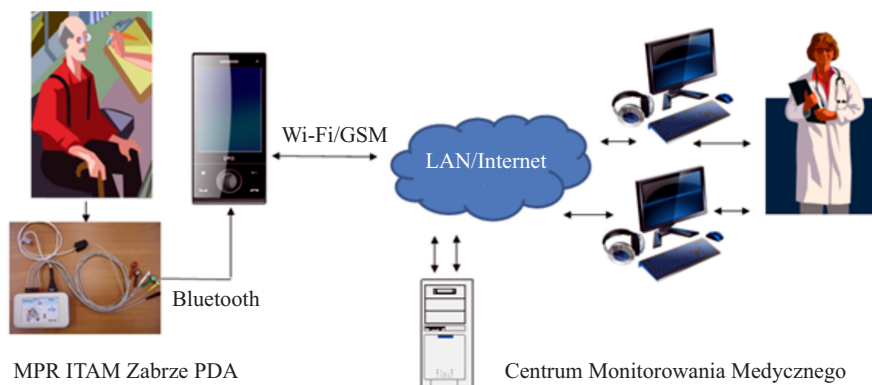 Wi-Fi/GSM
LAN/Internet
Bluetooth
MPR ITAM Zabrze PDA
Centrum Monitorowania Medycznego